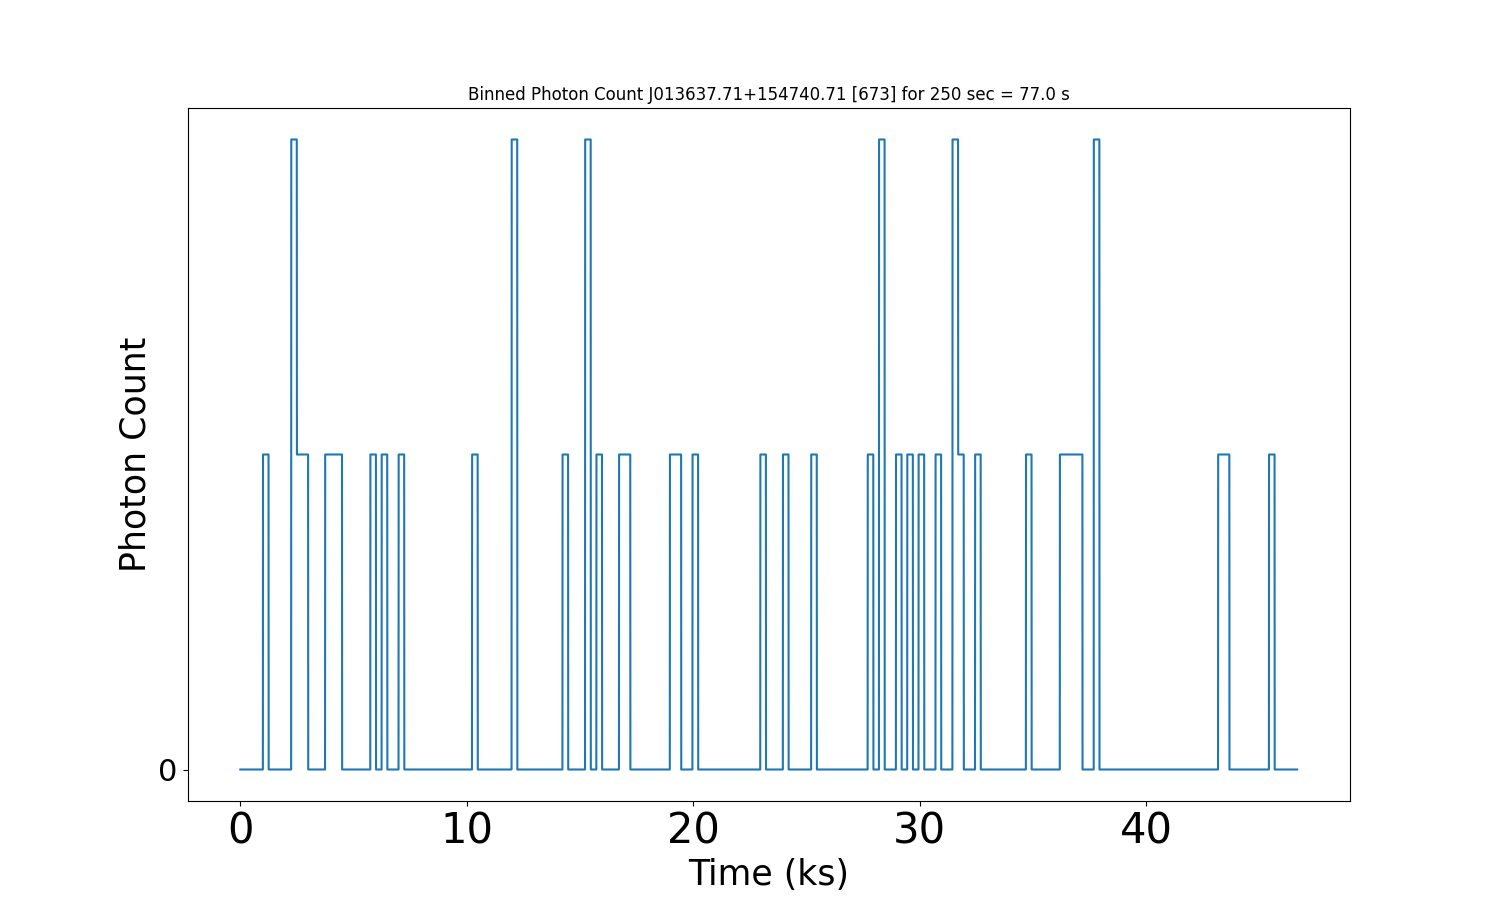 Binned Photon Count J013637.71+154740.71 [673] for 250 sec = 77.0 s
Photon Count
0
0 10 20 30 40
Time (ks)